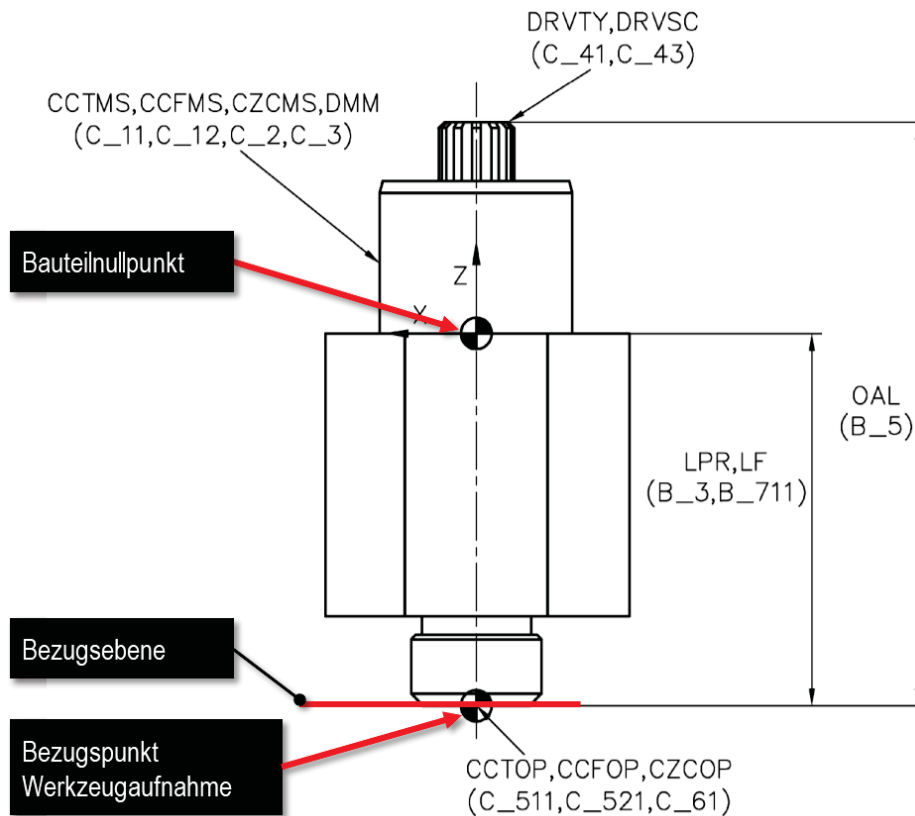 DRVTY,DRVSC
(C_41,C_43)
CCTMS,CCFMS,CZCMS,DMM
(C_11,C_12,C_2,C_3)
Bauteilnullpunkt
Z
X
OAL
(B_5)
LPR,LF
(B_3,B_711)
Bezugsebene
Bezugspunkt
Werkzeugaufnahme
CCTOP,CCFOP,CZCOP
(C_511,C_521,C_61)